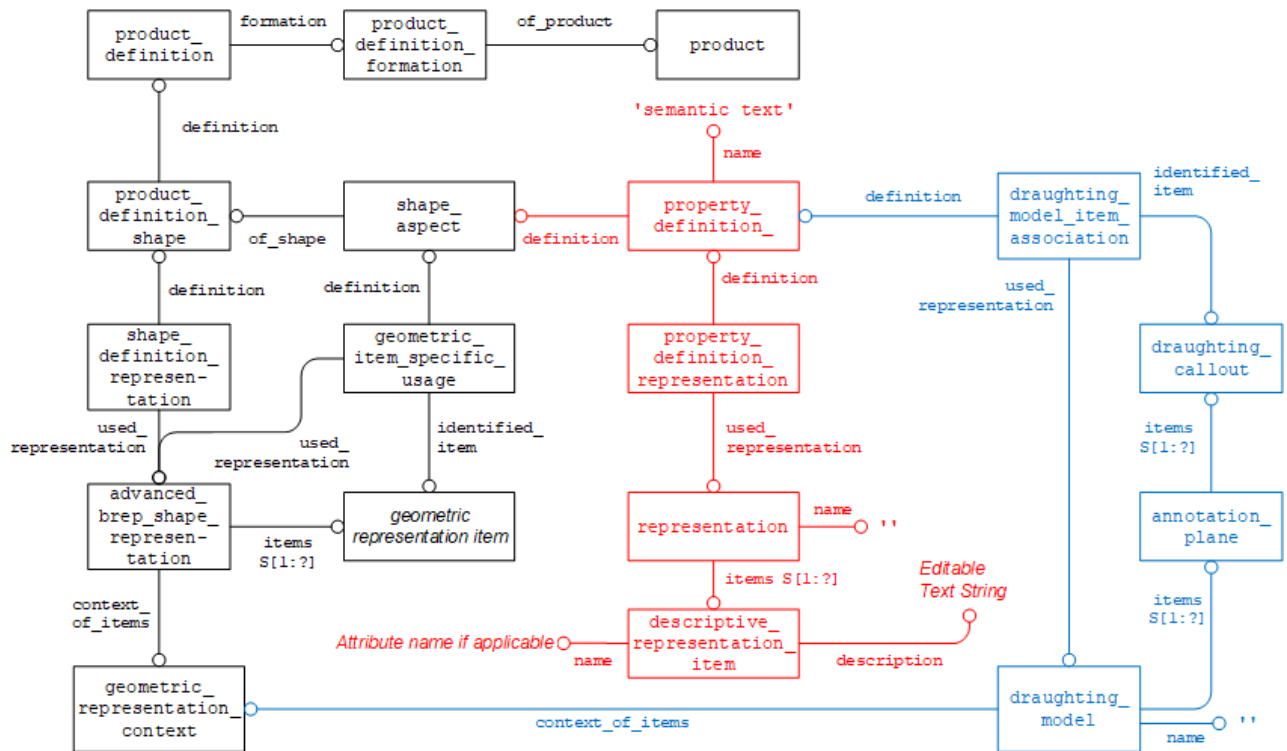 formation
of_product
product_
definition
product_
definition_
formation
product
definition
'semantic text'
name
product_
definition_
shape
of_shape
shape_
aspect
definition
property_
definition_
definition
draughting_
model_item_
association
identified_
item
definition
definition
definition
used_
representation
shape_
definition_
represen-
tation
geometric_
item_specific_
usage
property_
definition_
representation
draughting_
callout
used_
representation
used_
representation
identified_
item
used_
representation
items
S[1:?]
advanced_
brep_shape_
represen-
tation
items
S[1:?]
geometric
representation item
representation
name
''
annotation_
plane
items S[1:?]
Editable
Text String
items
S[1:?]
context_
of_items
Attribute name if applicable
name
descriptive_
representation_
item
description
geometric_
representation_
context
context_of_items
draughting_
model
name
''